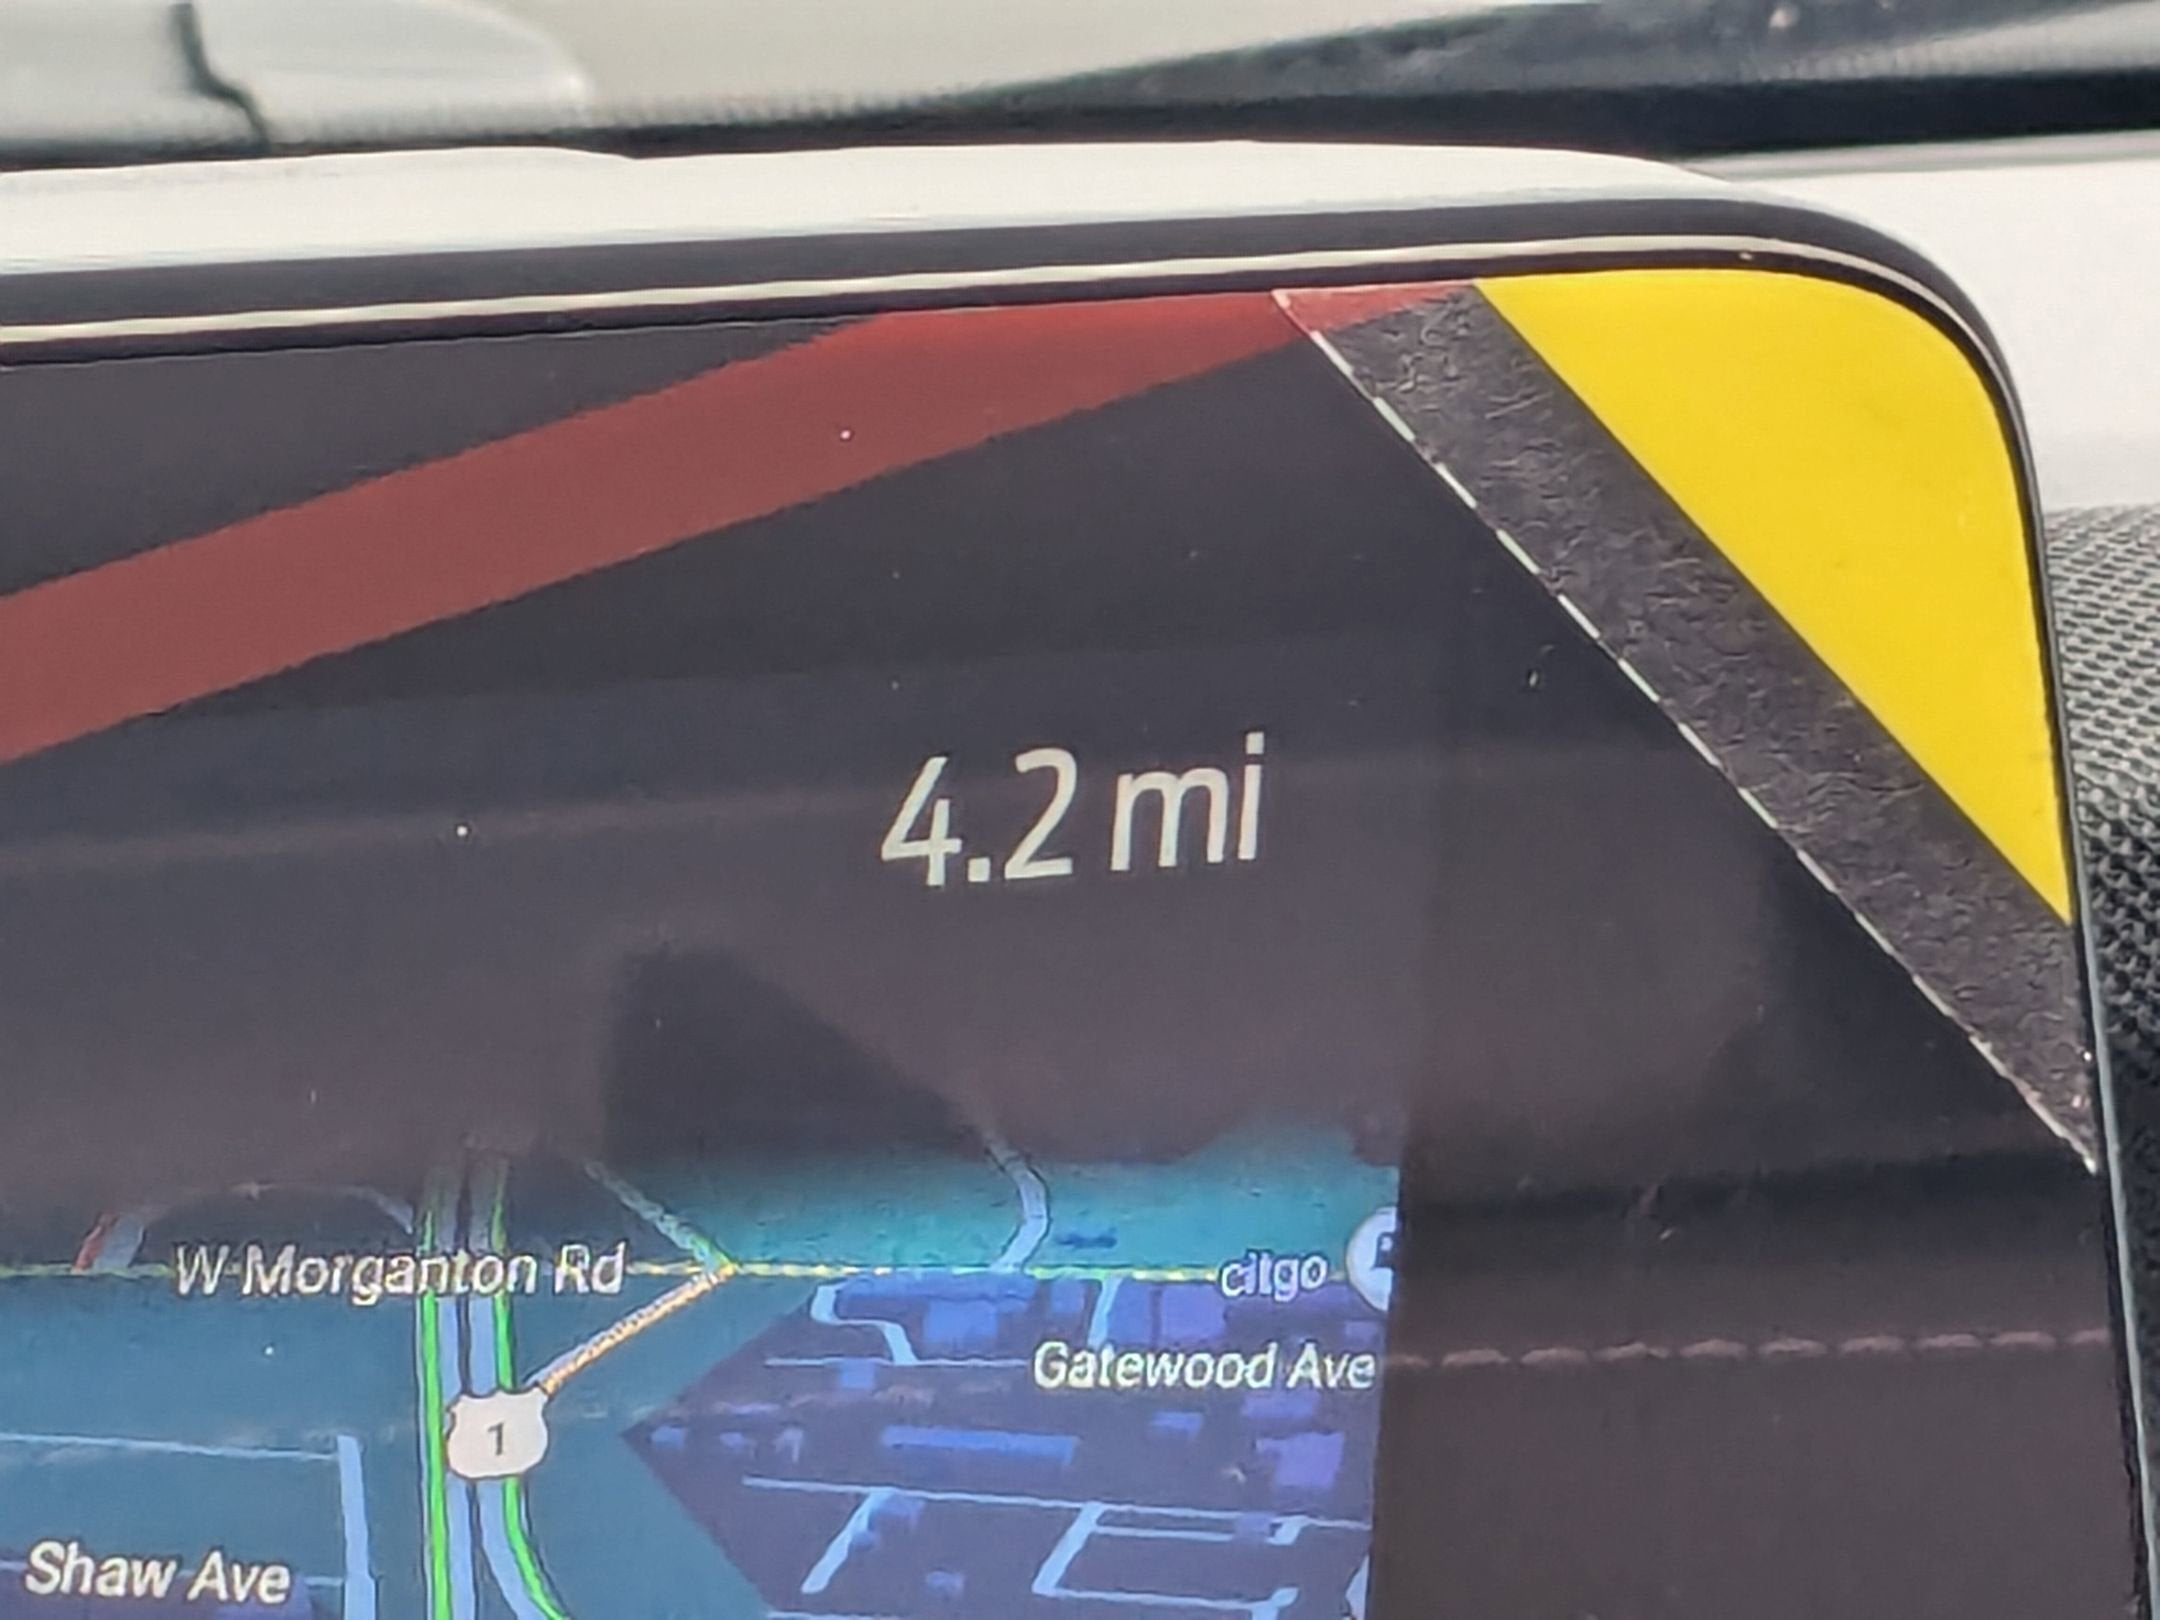 4.2 mi
W Morganton Rd
citgo
Gatewood Ave
1
Shaw Ave